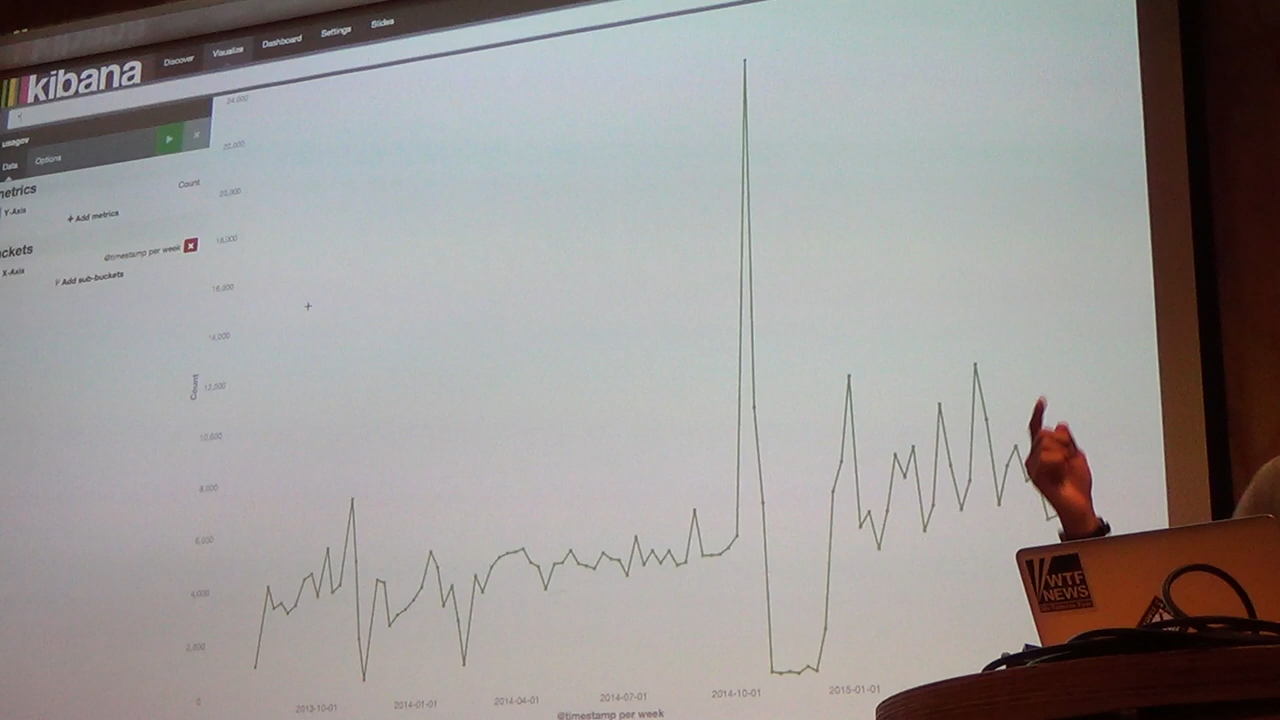 Discover Visualize Dashboard Settings Slides
kibana
*
usagov
Data Options
metrics
Y-Axis Count
+ Add metrics
buckets
X-Axis @timestamp per week
Add sub-buckets
24,000
22,000
20,000
18,000
16,000
14,000
12,000
10,000
8,000
6,000
4,000
2,000
0
Count
2013-10-01 2014-01-01 2014-04-01 2014-07-01 2014-10-01 2015-01-01
@timestamp per week
WTF
NEWS